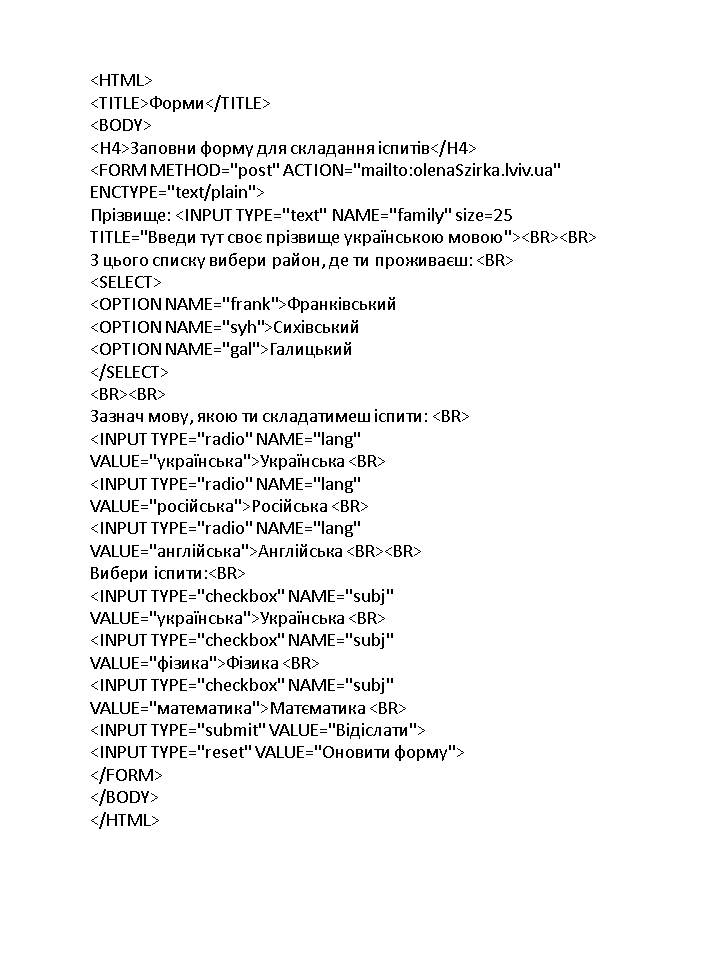 <HTML>
<TITLE>Форми</TITLE>
<BODY>
<H4>Заповни форму для складання іспитів</H4>
<FORM METHOD="post" ACTION="mailto:olenaSzirka.lviv.ua"
ENCTYPE="text/plain">
Прізвище: <INPUT TYPE="text" NAME="family" size=25
TITLE="Введи тут своє прізвище українською мовою"><BR><BR>
З цього списку вибери район, де ти проживаєш: <BR>
<SELECT>
<OPTION NAME="frank">Франківський
<OPTION NAME="syh">Сихівський
<OPTION NAME="gal">Галицький
</SELECT>
<BR><BR>
Зазнач мову, якою ти складатимеш іспити: <BR>
<INPUT TYPE="radio" NAME="lang"
VALUE="українська">Українська <BR>
<INPUT TYPE="radio" NAME="lang"
VALUE="російська">Російська <BR>
<INPUT TYPE="radio" NAME="lang"
VALUE="англійська">Англійська <BR><BR>
Вибери іспити:<BR>
<INPUT TYPE="checkbox" NAME="subj"
VALUE="українська">Українська <BR>
<INPUT TYPE="checkbox" NAME="subj"
VALUE="фізика">Фізика <BR>
<INPUT TYPE="checkbox" NAME="subj"
VALUE="математика">Матєматика <BR>
<INPUT TYPE="submit" VALUE="Відіслати">
<INPUT TYPE="reset" VALUE="Оновити форму">
</FORM>
</BODY>
</HTML>